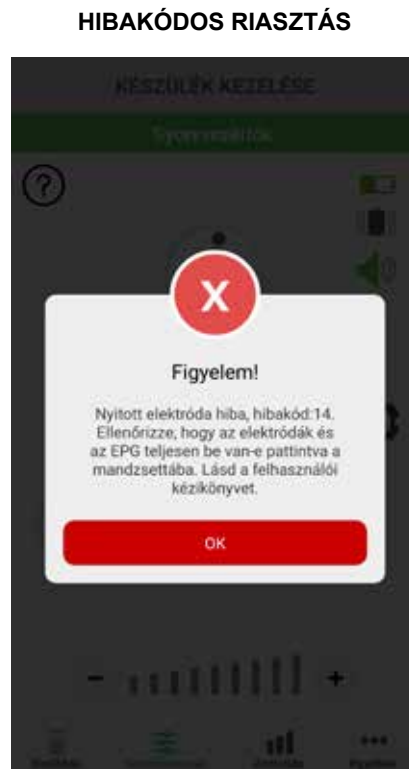 HIBAKÓDOS RIASZTÁS
KÉSZÜLÉK KEZELÉSE
?
X
Figyelem!
Nyitott elektróda hiba, hibakód:14.
Ellenőrizze, hogy az elektródák és
az EPG teljesen be van-e pattintva a
mandzsettába. Lásd a felhasználói
kézikönyvet.
OK
- +